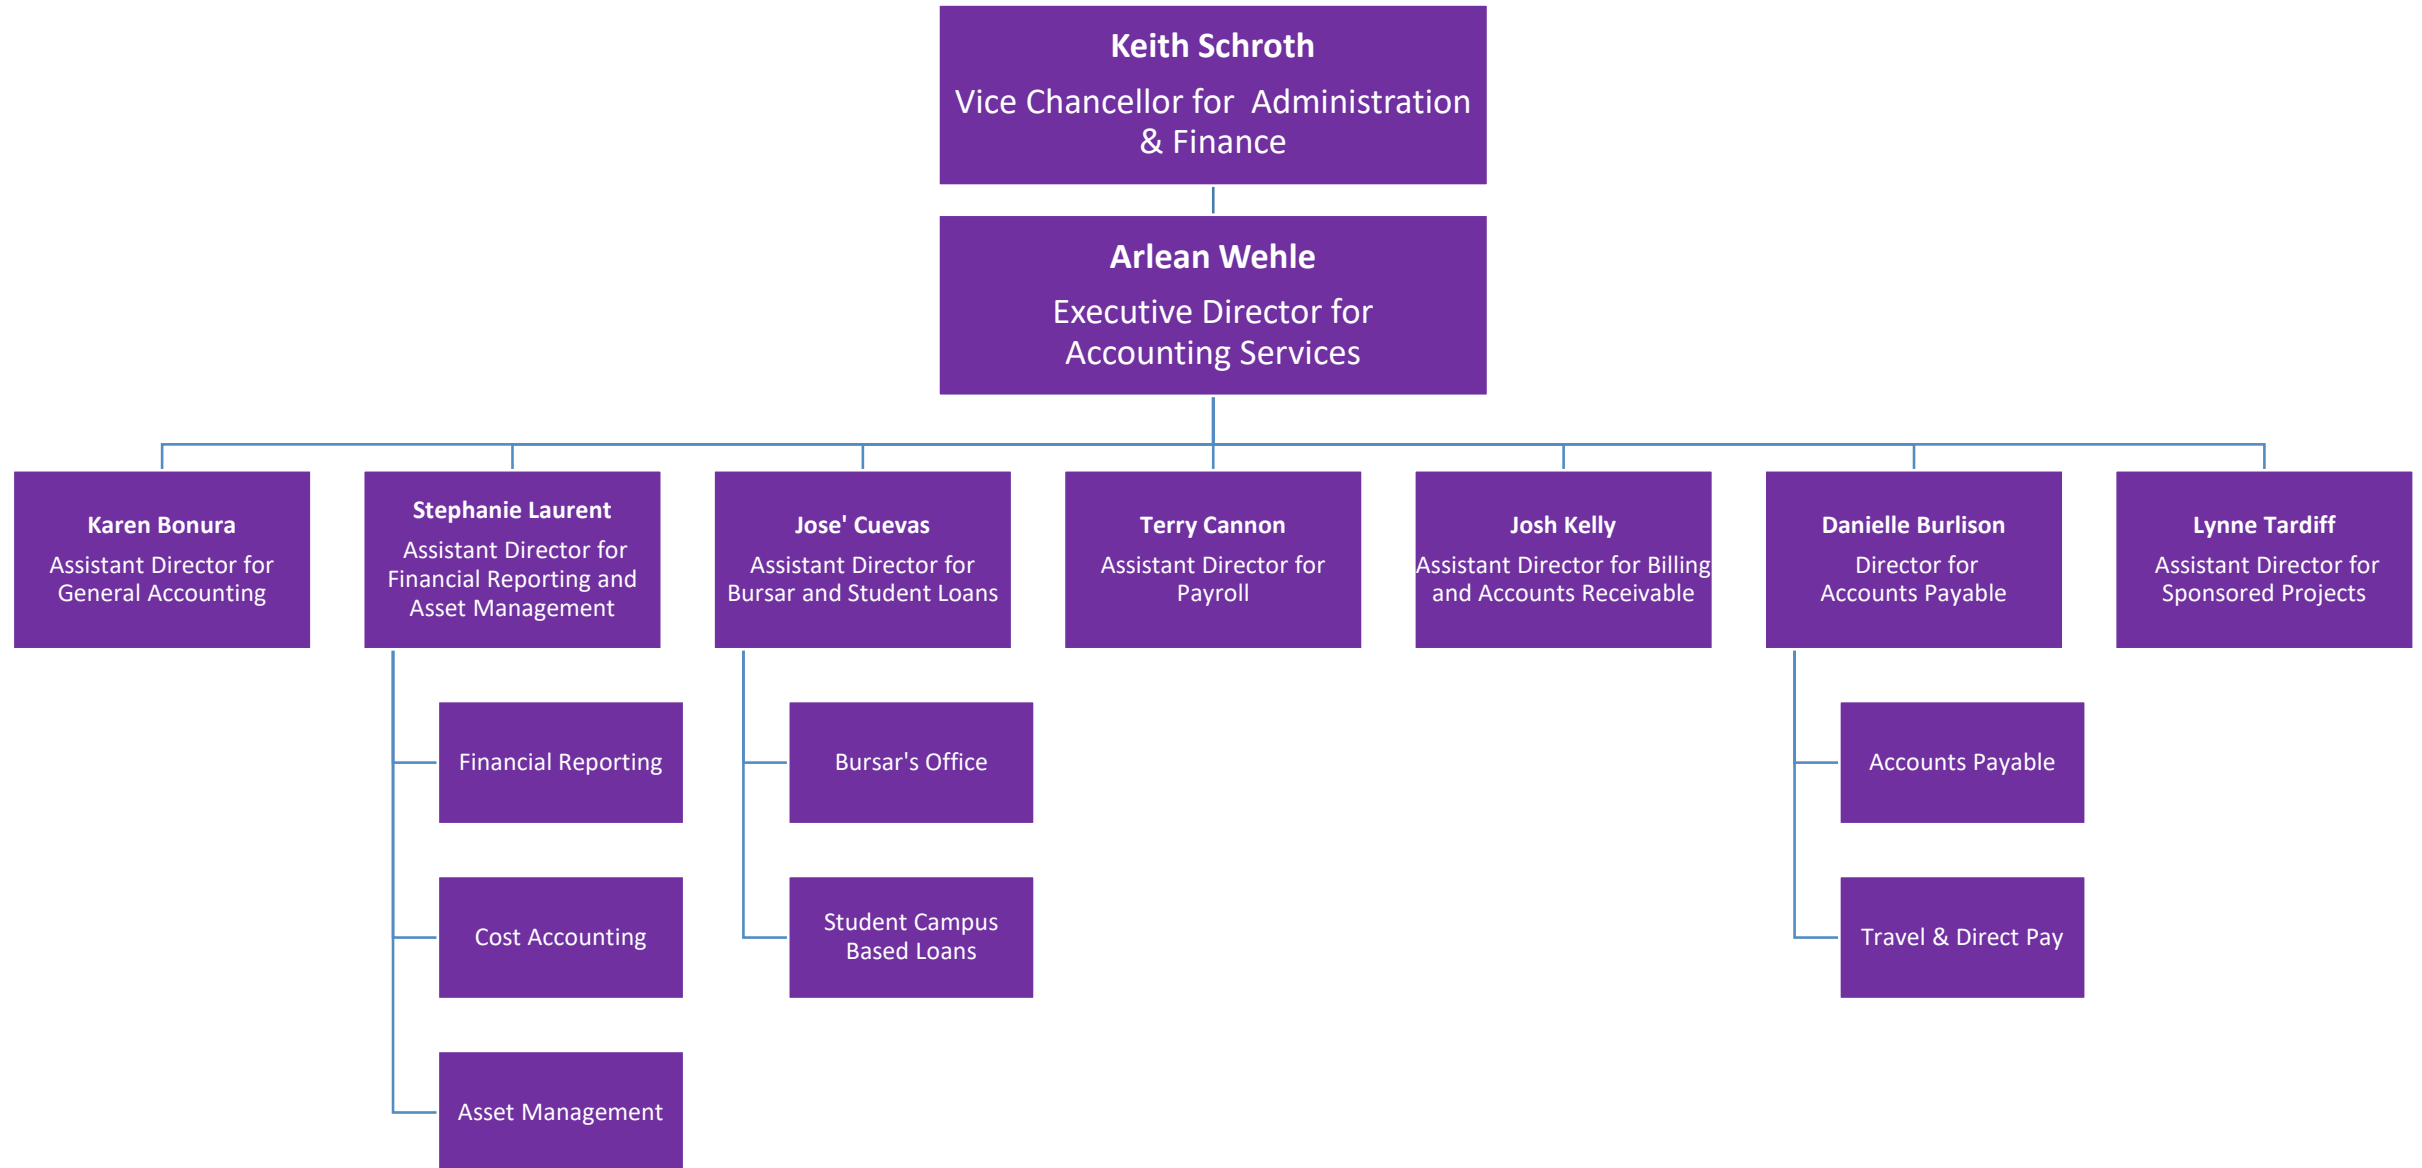 Keith Schroth
Vice Chancellor for  Administration
& Finance
Arlean Wehle
Executive Director for
Accounting Services
Karen Bonura
Assistant Director for
General Accounting
Stephanie Laurent
Assistant Director for
Financial Reporting and
Asset Management
Jose' Cuevas
Assistant Director for
Bursar and Student Loans
Terry Cannon
Assistant Director for
Payroll
Josh Kelly
Assistant Director for Billing
and Accounts Receivable
Danielle Burlison
Director for
Accounts Payable
Lynne Tardiff
Assistant Director for
Sponsored Projects
Financial Reporting
Cost Accounting
Asset Management
Bursar's Office
Student Campus
Based Loans
Accounts Payable
Travel & Direct Pay